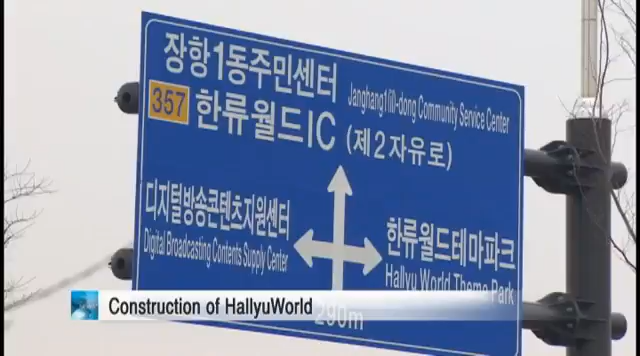 장항1동주민센터
Janghang1(il)-dong Community Service Center
357
한류월드IC (제2자유로)
디지털방송콘텐츠지원센터
Digital Broadcasting Contents Supply Center
한류월드테마파크
Hallyu World Theme Park
290m
Construction of HallyuWorld